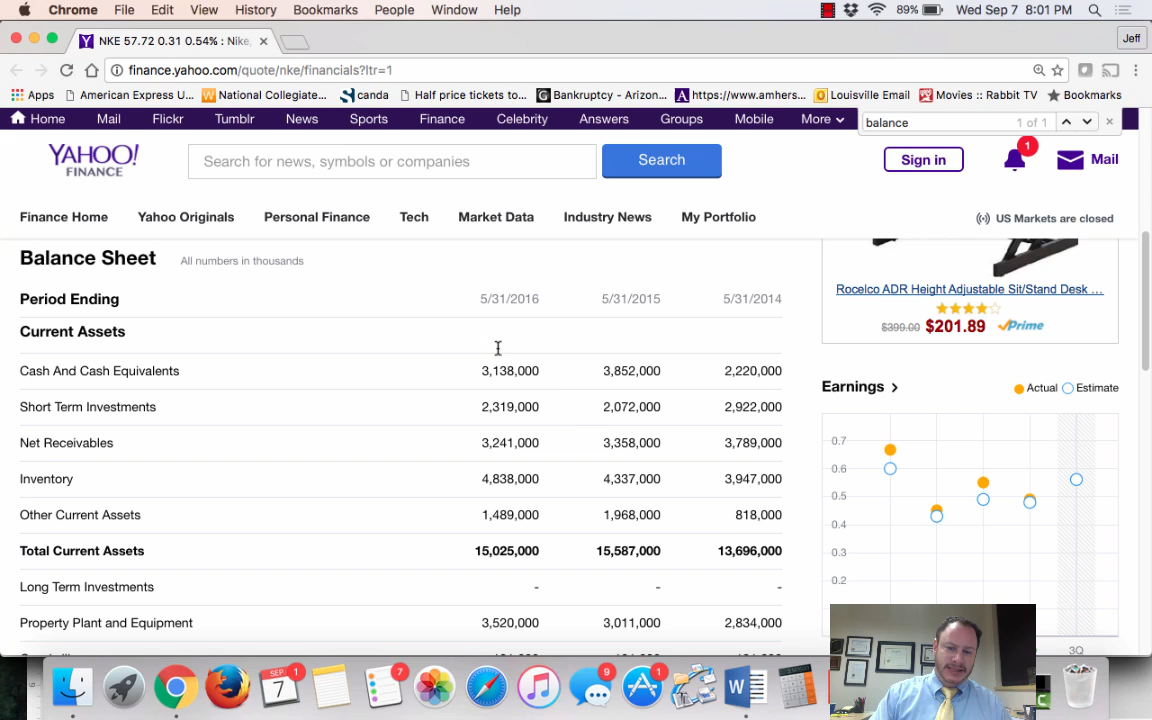 Chrome File Edit View History Bookmarks People Window Help 89% Wed Sep 7 8:01 PM
NKE 57.72 0.31 0.54% : Nike, Jeff
finance.yahoo.com/quote/nke/financials?ltr=1
Apps American Express U... National Collegiate... canda Half price tickets to... Bankruptcy - Arizon... https://www.amhers... Louisville Email Movies :: Rabbit TV Bookmarks
Home Mail Flickr Tumblr News Sports Finance Celebrity Answers Groups Mobile More balance 1 of 1
YAHOO! FINANCE Search for news, symbols or companies Search Sign in 1 Mail
Finance Home Yahoo Originals Personal Finance Tech Market Data Industry News My Portfolio US Markets are closed
Balance Sheet All numbers in thousands
Period Ending 5/31/2016 5/31/2015 5/31/2014
Current Assets
Cash And Cash Equivalents 3,138,000 3,852,000 2,220,000
Short Term Investments 2,319,000 2,072,000 2,922,000
Net Receivables 3,241,000 3,358,000 3,789,000
Inventory 4,838,000 4,337,000 3,947,000
Other Current Assets 1,489,000 1,968,000 818,000
Total Current Assets 15,025,000 15,587,000 13,696,000
Long Term Investments - - -
Property Plant and Equipment 3,520,000 3,011,000 2,834,000
Rocelco ADR Height Adjustable Sit/Stand Desk ...
$399.00 $201.89 Prime
Earnings > Actual Estimate
0.7
0.6
0.5
0.4
0.3
0.2
3Q
SEP 7 1 7 9 1 W